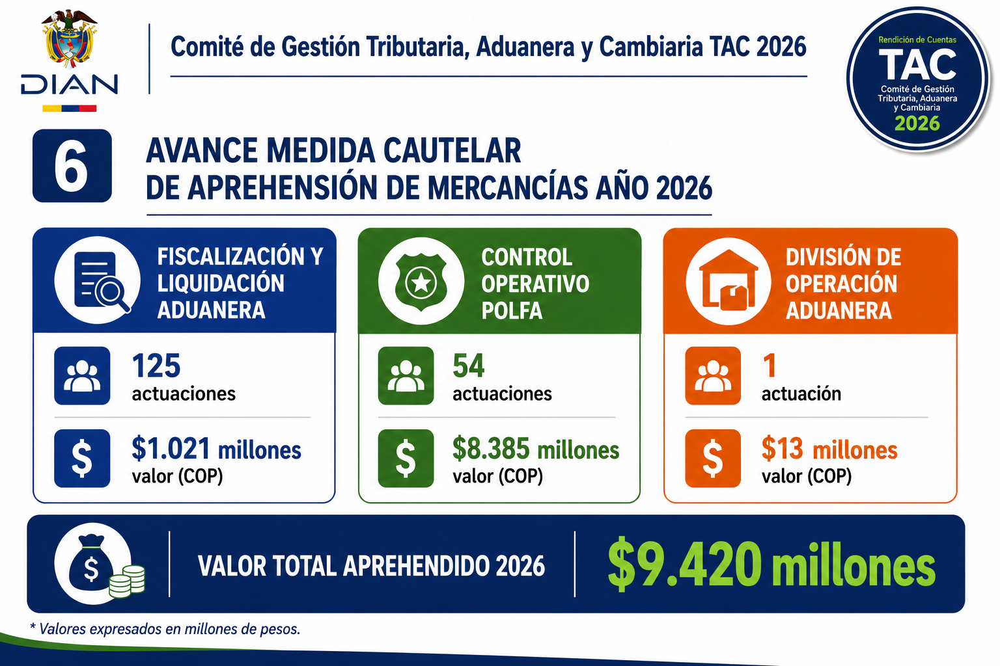 DIAN
Comité de Gestión Tributaria, Aduanera y Cambiaria TAC 2026
Rendición de Cuentas
TAC
Comité de Gestión
Tributaria, Aduanera
y Cambiaria
2026
6
AVANCE MEDIDA CAUTELAR
DE APREHENSIÓN DE MERCANCÍAS AÑO 2026
FISCALIZACIÓN Y
LIQUIDACIÓN
ADUANERA
125
actuaciones
$
$1.021 millones
valor (COP)
CONTROL
OPERATIVO
POLFA
54
actuaciones
$
$8.385 millones
valor (COP)
DIVISIÓN DE
OPERACIÓN
ADUANERA
1
actuación
$
$13 millones
valor (COP)
$
VALOR TOTAL APREHENDIDO 2026
$9.420 millones
* Valores expresados en millones de pesos.